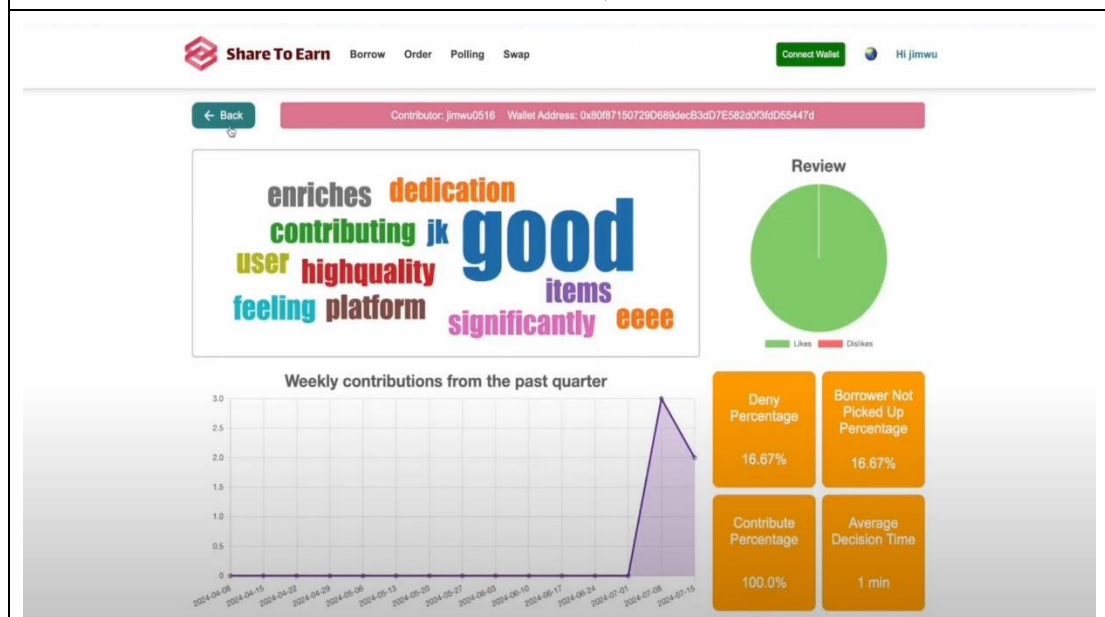 Share To Earn Borrow Order Polling Swap Connect Wallet Hi jimwu
← Back
Contributor: jimwu0516 Wallet Address: 0x80f87150729D689decB3dD7E582d0f3fdD55447d
enriches dedication
contributing jk good
user highquality
items
feeling platform
significantly eeee
Review
Likes Dislikes
Weekly contributions from the past quarter
3.0
2.5
2.0
1.5
1.0
0.5
0
2024-04-08 2024-04-15 2024-04-22 2024-04-29 2024-05-06 2024-05-13 2024-05-20 2024-05-27 2024-06-03 2024-06-10 2024-06-17 2024-06-24 2024-07-01 2024-07-08 2024-07-15
Deny
Percentage
16.67%
Borrower Not
Picked Up
Percentage
16.67%
Contribute
Percentage
100.0%
Average
Decision Time
1 min